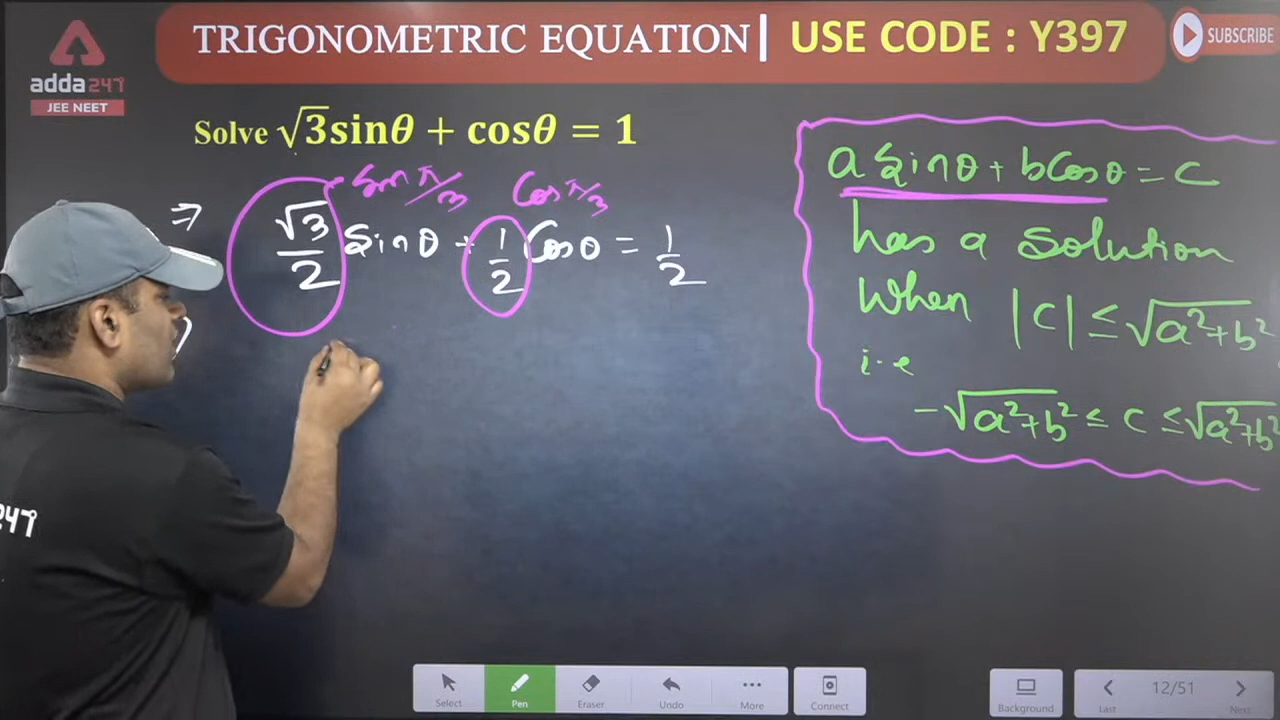 adda247
JEE NEET
TRIGONOMETRIC EQUATION | USE CODE : Y397
SUBSCRIBE
Solve √3sinθ + cosθ = 1
sin π/3 cos π/3
⇒ √3/2 sinθ + 1/2 cosθ = 1/2
a sinθ + b cosθ = c
has a solution
When |c| ≤ √a²+b²
i.e
-√a²+b² ≤ c ≤ √a²+b²
247
Select Pen Eraser Undo More Connect Background Last 12/51 Next